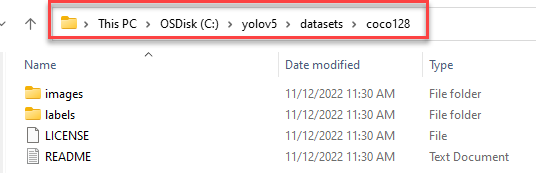 This PC > OSDisk (C:) > yolov5 > datasets > coco128
Name Date modified Type
images 11/12/2022 11:30 AM File folder
labels 11/12/2022 11:30 AM File folder
LICENSE 11/12/2022 11:30 AM File
README 11/12/2022 11:30 AM Text Document